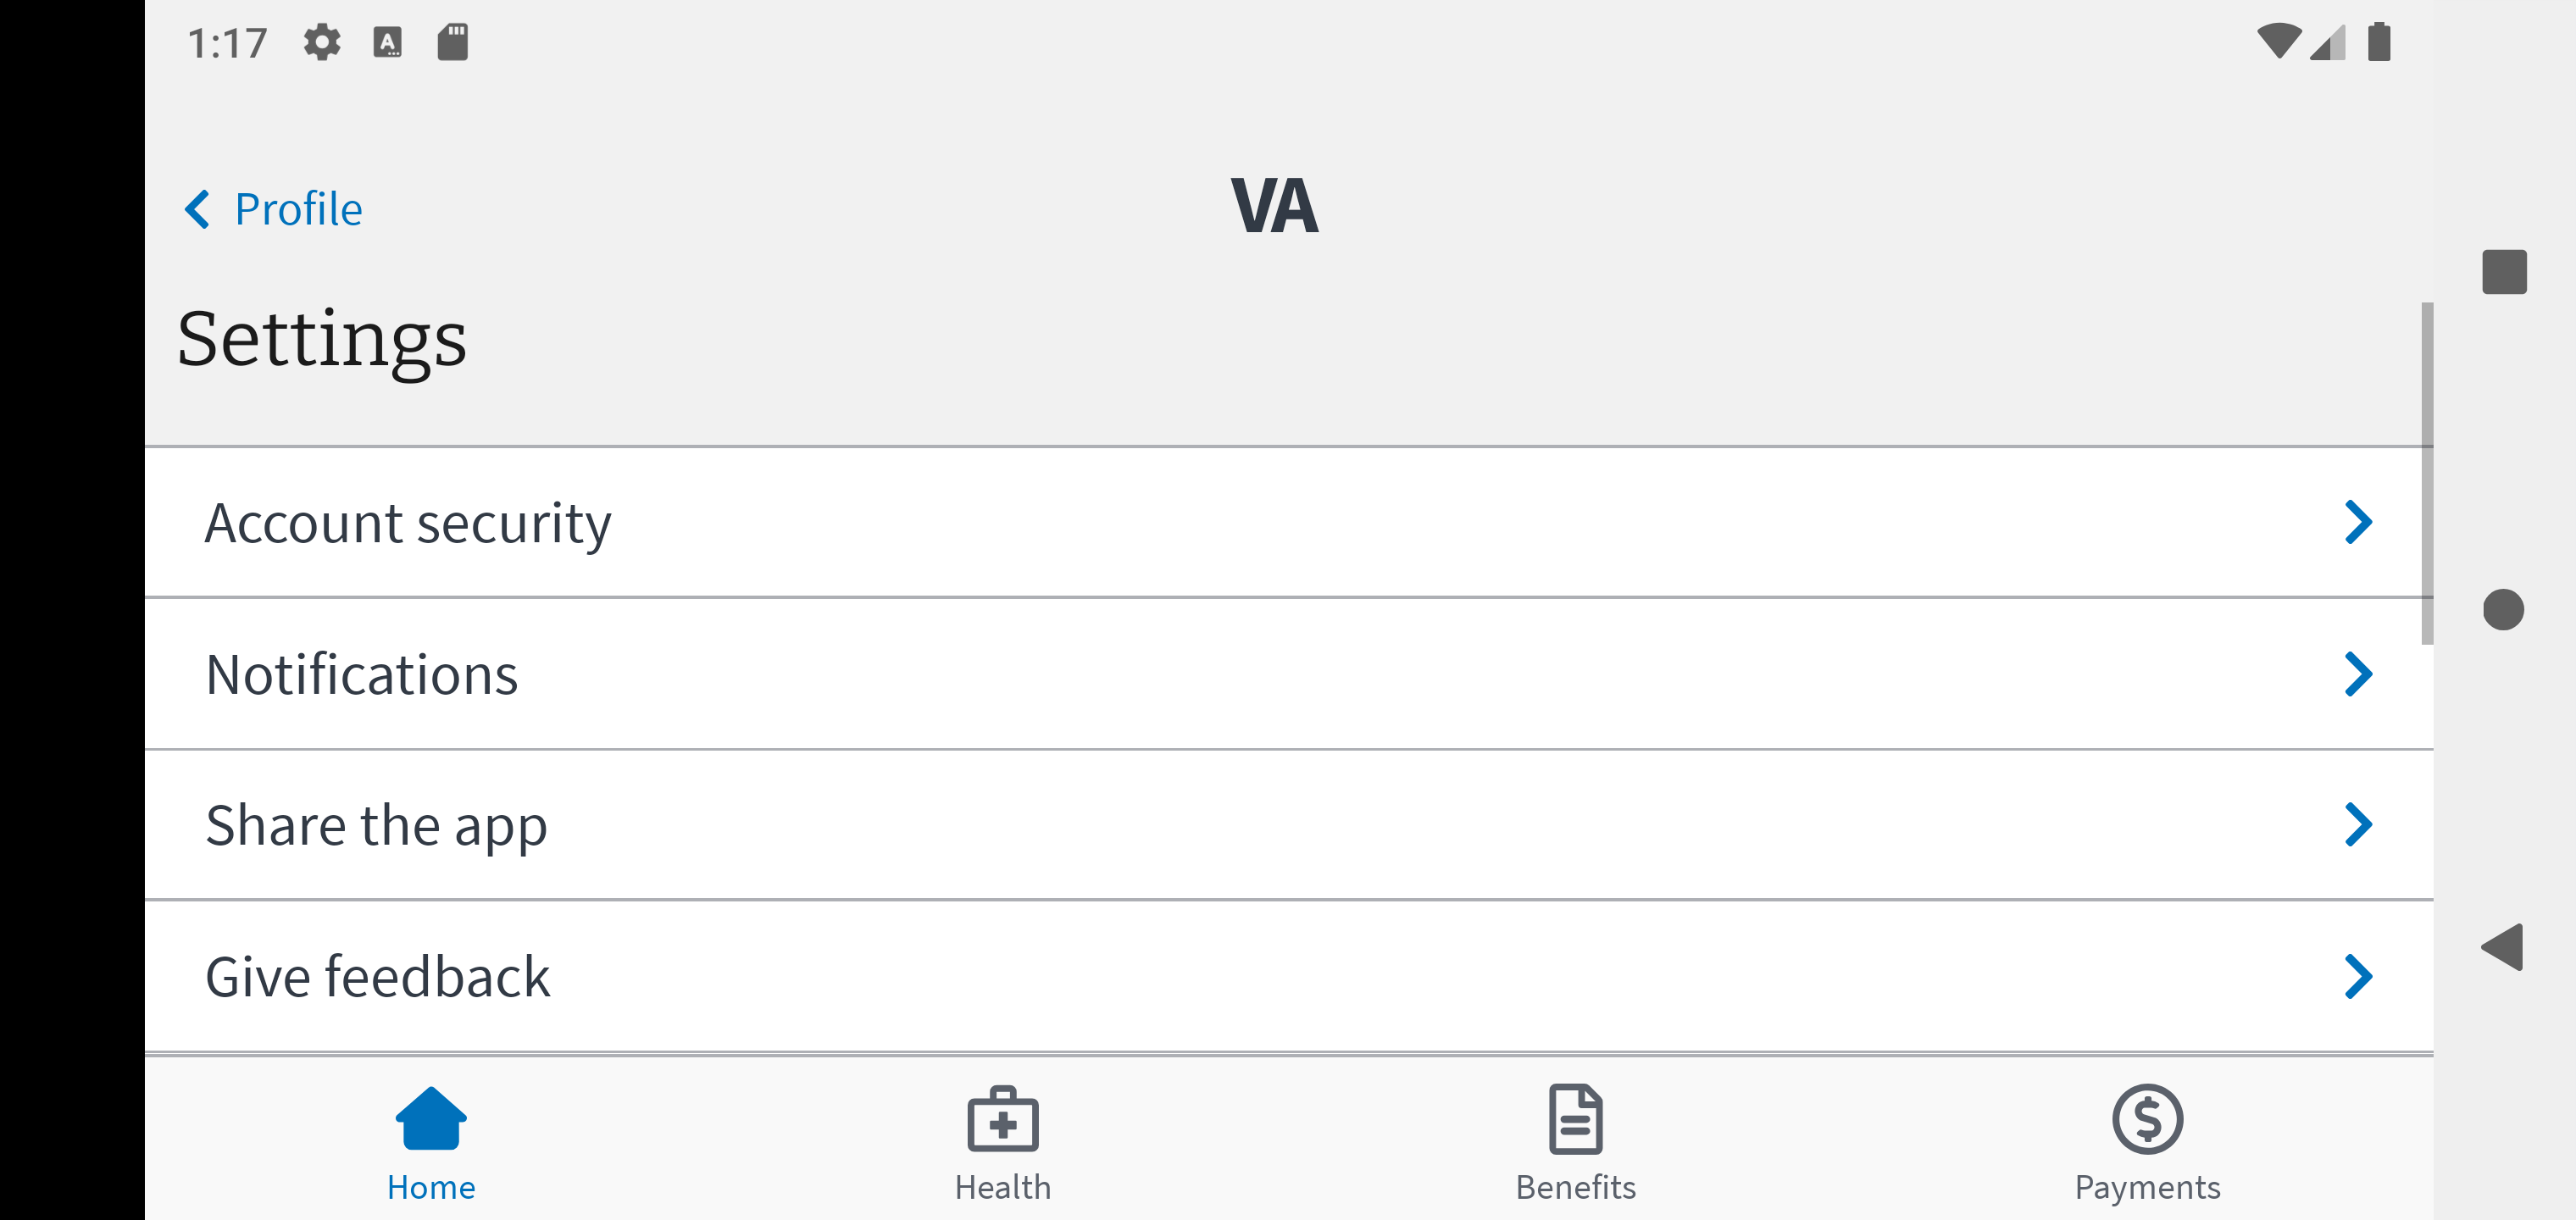 1:17
Profile
VA
Settings
Account security
Notifications
Share the app
Give feedback
Home
Health
Benefits
Payments